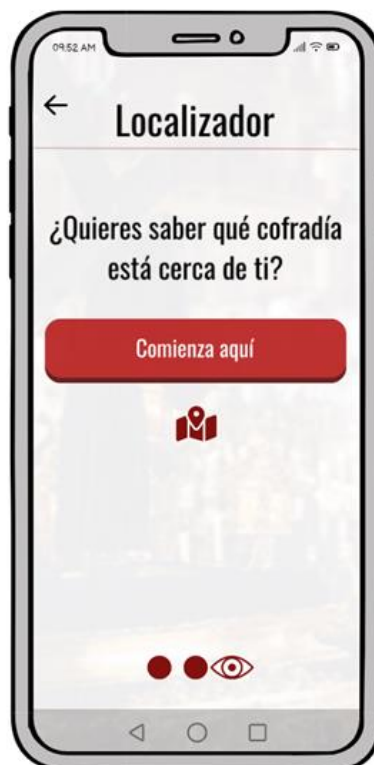 09:52 AM
Localizador
¿Quieres saber qué cofradía
está cerca de ti?
Comienza aquí